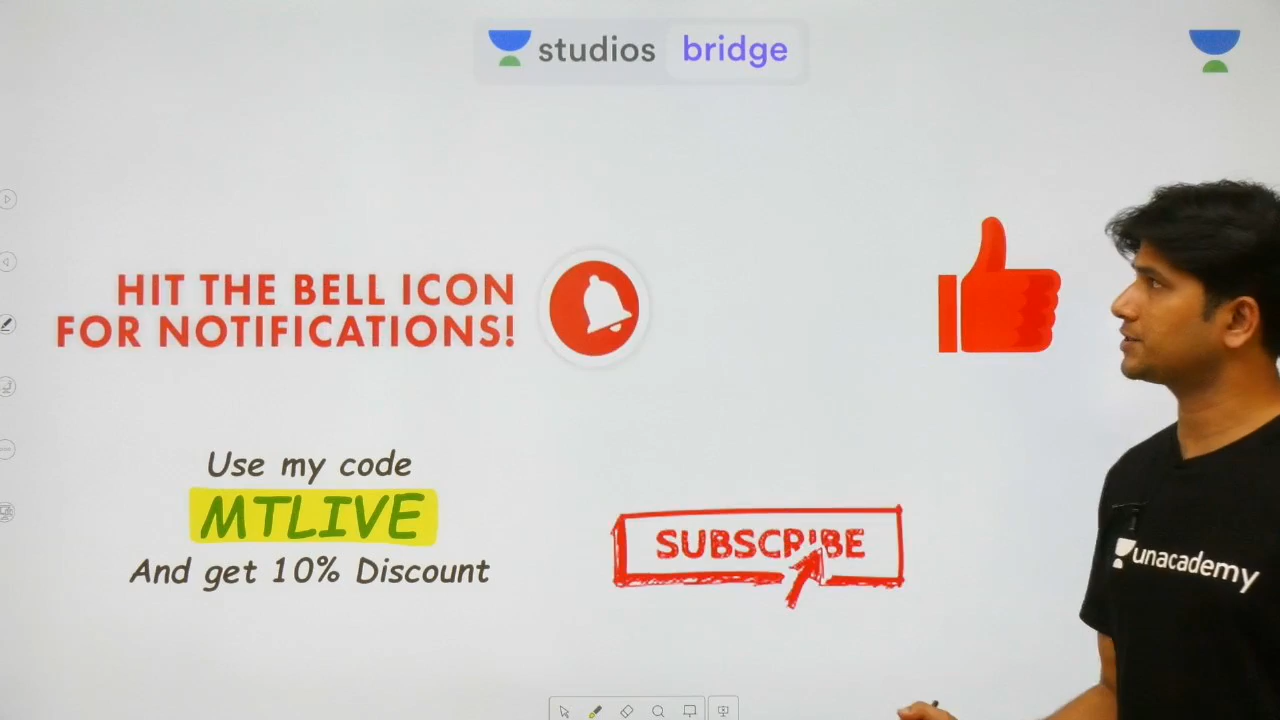 studios bridge
HIT THE BELL ICON
FOR NOTIFICATIONS!
Use my code
MTLIVE
And get 10% Discount
SUBSCRIBE
unacademy